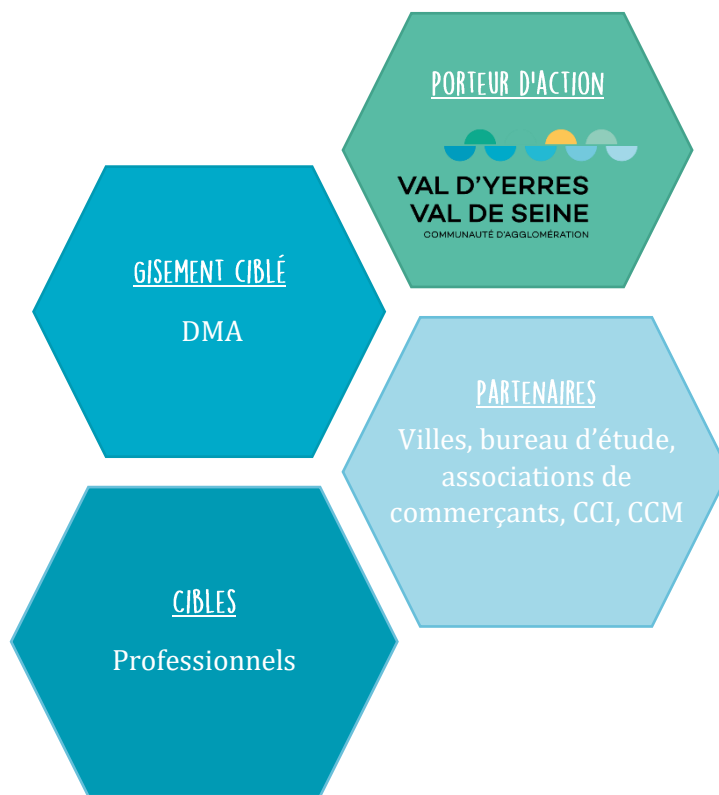 PORTEUR D'ACTION
VAL D'YERRES
VAL DE SEINE
COMMUNAUTÉ D'AGGLOMÉRATION
GISEMENT CIBLÉ
DMA
PARTENAIRES
Villes, bureau d'étude,
associations de
commerçants, CCI, CCM
CIBLES
Professionnels